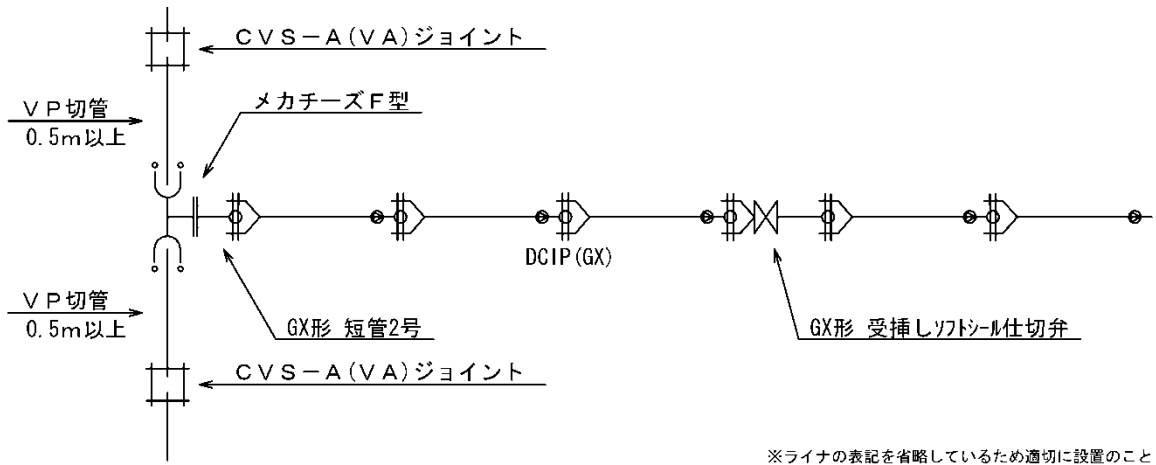 CVS-A(VA)ジョイント
VP切管
0.5m以上
メカチーズF型
DCIP(GX)
VP切管
0.5m以上
GX形 短管2号
GX形 受挿しソフトシール仕切弁
CVS-A(VA)ジョイント
※ライナの表記を省略しているため適切に設置のこと